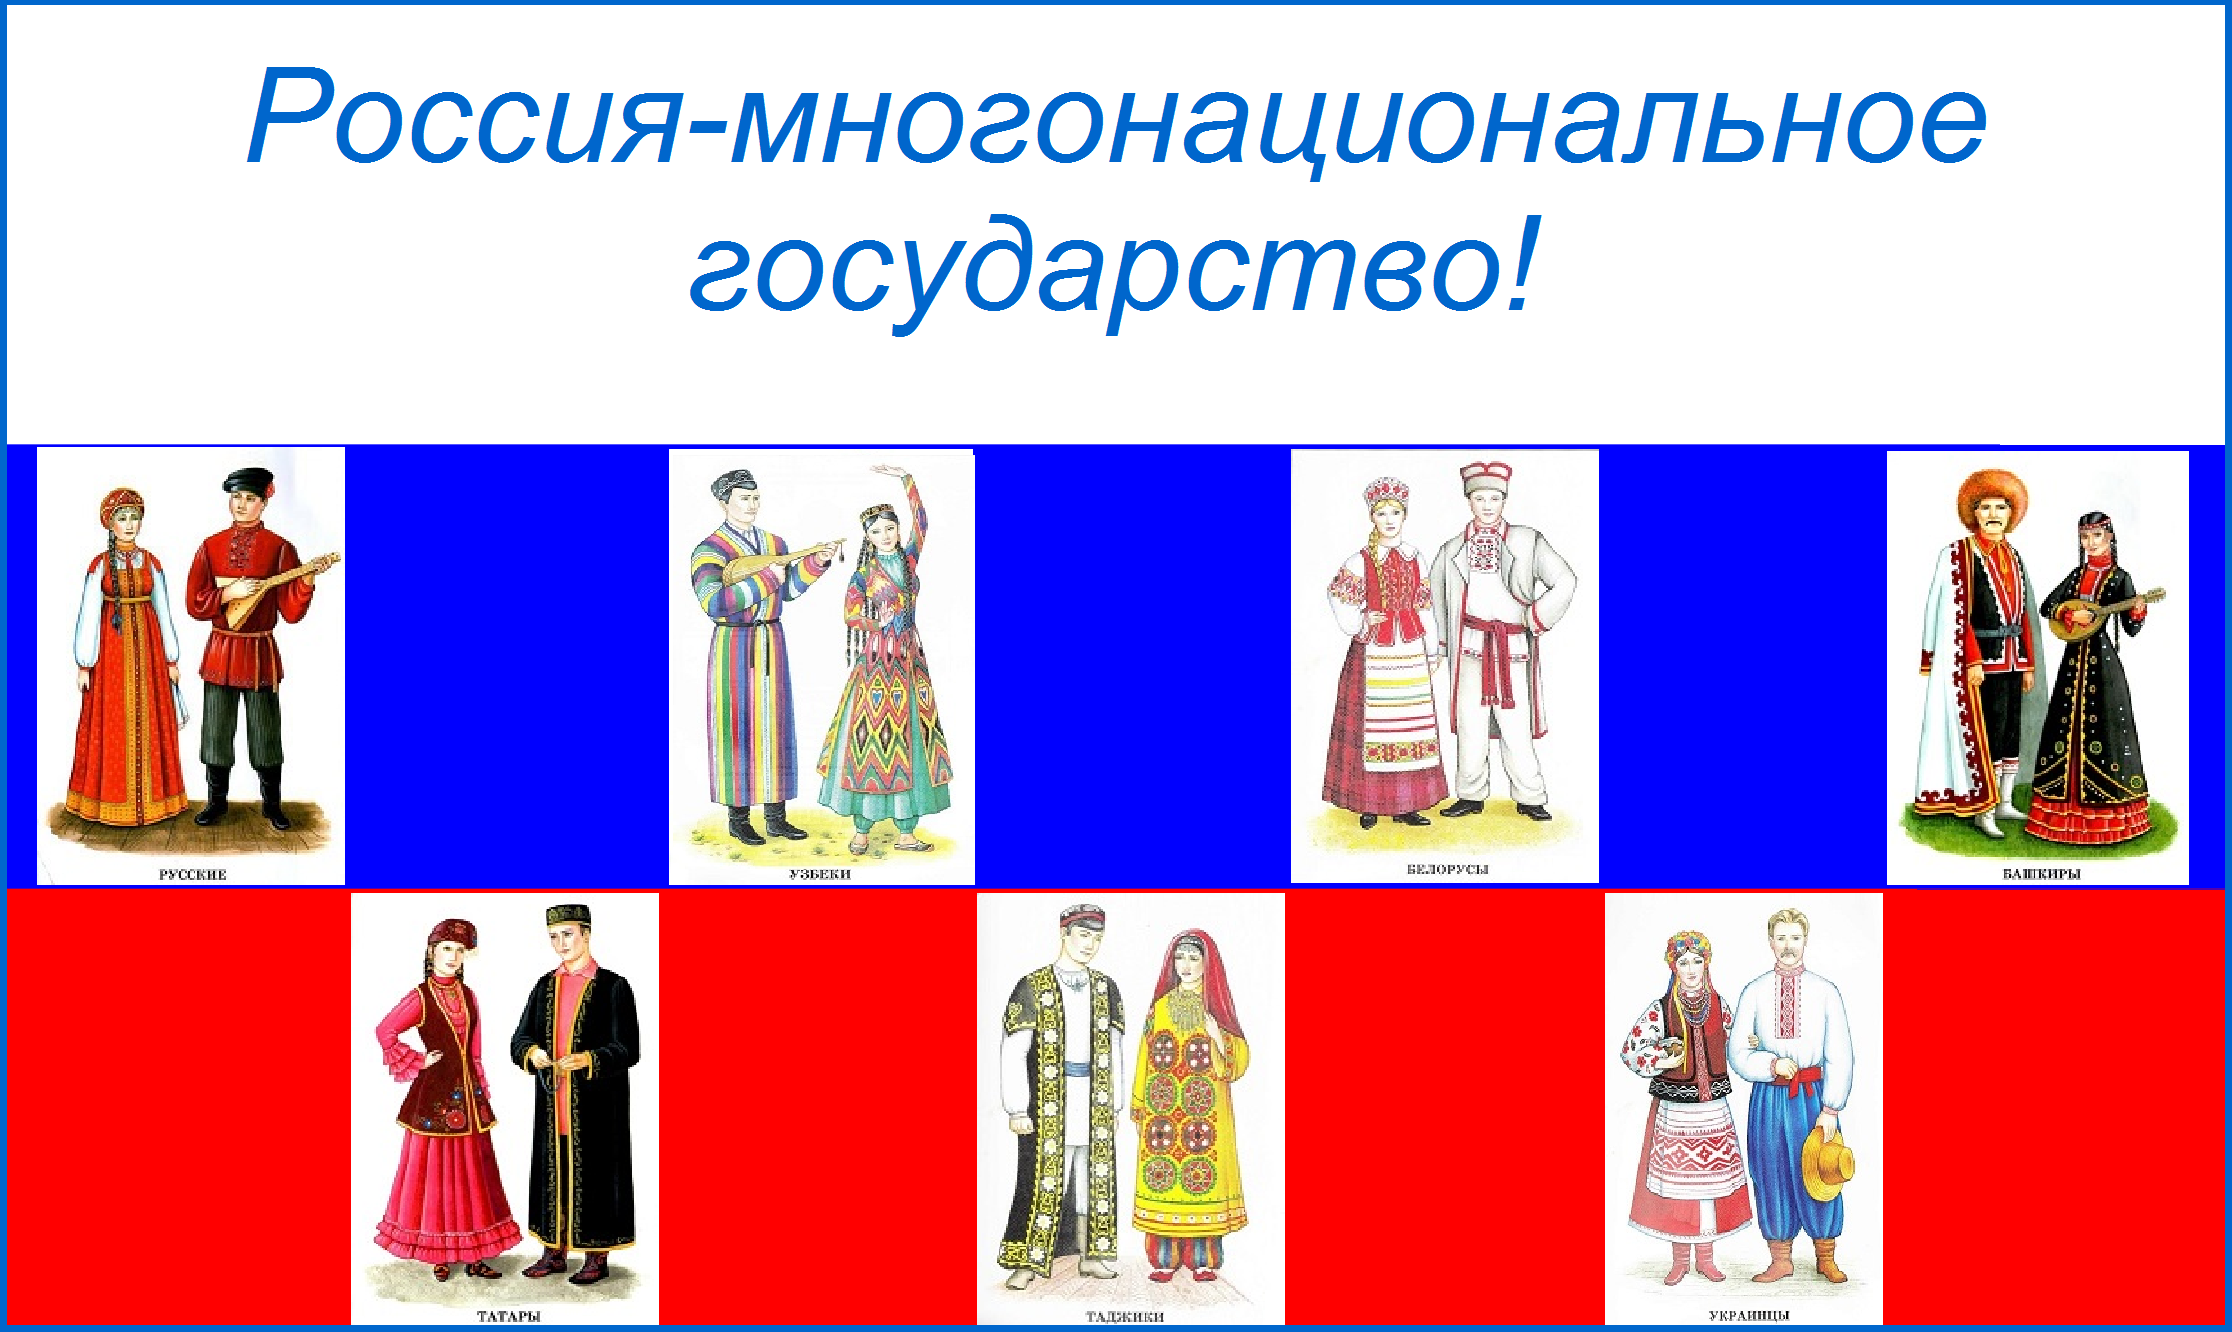 Россия-многонациональное
государство!
РУССКИЕ
УЗБЕКИ
БЕЛОРУСЫ
БАШКИРЫ
ТАТАРЫ
ТАДЖИКИ
УКРАИНЦЫ